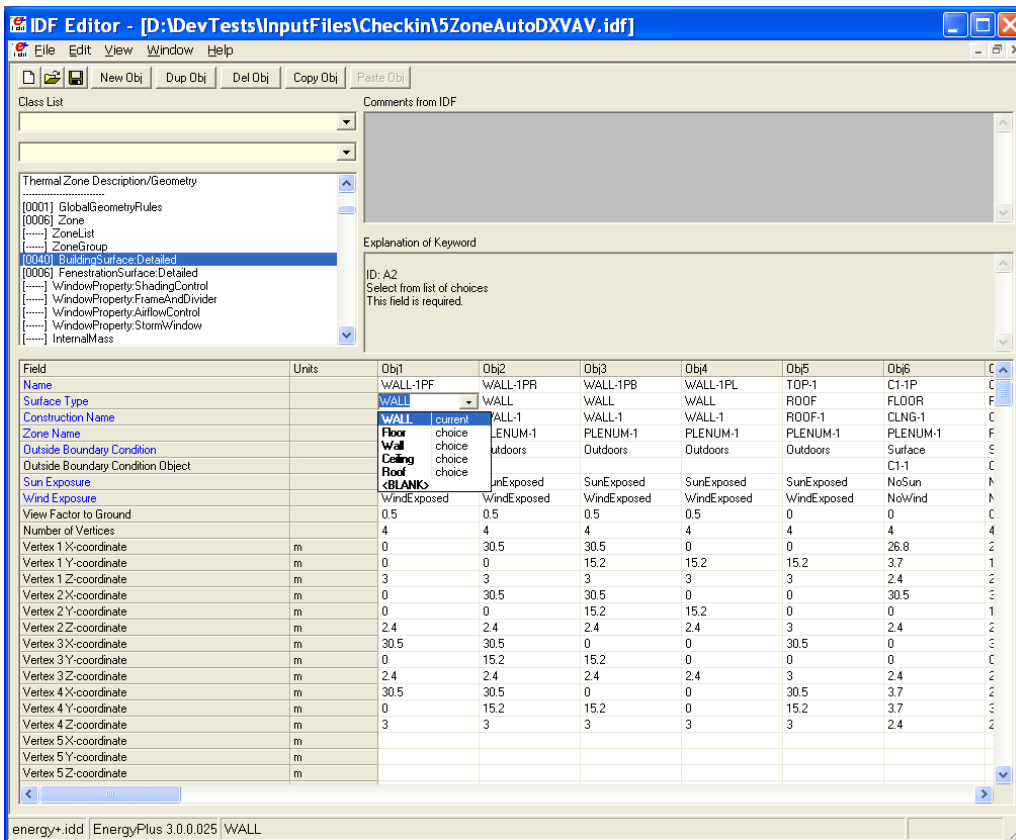 IDF Editor - [D:\DevTests\InputFiles\Checkin\5ZoneAutoDXVAV.idf]
File Edit View Window Help
New Obj Dup Obj Del Obj Copy Obj Paste Obj
Class List
Comments from IDF
Thermal Zone Description/Geometry
--------------------------
[0001] GlobalGeometryRules
[0006] Zone
[------] ZoneList
[------] ZoneGroup
[0040] BuildingSurface:Detailed
[0006] FenestrationSurface:Detailed
[------] WindowProperty:ShadingControl
[------] WindowProperty:FrameAndDivider
[------] WindowProperty:AirflowControl
[------] WindowProperty:StormWindow
[------] InternalMass
Explanation of Keyword
ID: A2
Select from list of choices
This field is required.
Field Units Obj1 Obj2 Obj3 Obj4 Obj5 Obj6
Name WALL-1PF WALL-1PR WALL-1PB WALL-1PL TOP-1 C1-1P
Surface Type WALL WALL WALL WALL ROOF FLOOR
Construction Name WALL-1 WALL-1 WALL-1 ROOF-1 CLNG-1
Zone Name PLENUM-1 PLENUM-1 PLENUM-1 PLENUM-1 PLENUM-1
Outside Boundary Condition Outdoors Outdoors Outdoors Outdoors Surface
Outside Boundary Condition Object C1-1
Sun Exposure SunExposed SunExposed SunExposed SunExposed NoSun
Wind Exposure WindExposed WindExposed WindExposed WindExposed WindExposed NoWind
WALL current
Floor choice
Wall choice
Ceiling choice
Roof choice
<BLANK>
View Factor to Ground 0.5 0.5 0.5 0.5 0 0
Number of Vertices 4 4 4 4 4 4
Vertex 1 X-coordinate m 0 30.5 30.5 0 0 26.8
Vertex 1 Y-coordinate m 0 0 15.2 15.2 15.2 3.7
Vertex 1 Z-coordinate m 3 3 3 3 3 2.4
Vertex 2 X-coordinate m 0 30.5 30.5 0 0 30.5
Vertex 2 Y-coordinate m 0 0 15.2 15.2 0 0
Vertex 2 Z-coordinate m 2.4 2.4 2.4 2.4 3 2.4
Vertex 3 X-coordinate m 30.5 30.5 0 0 30.5 0
Vertex 3 Y-coordinate m 0 15.2 15.2 0 0 0
Vertex 3 Z-coordinate m 2.4 2.4 2.4 2.4 3 2.4
Vertex 4 X-coordinate m 30.5 30.5 0 0 30.5 3.7
Vertex 4 Y-coordinate m 0 15.2 15.2 0 15.2 3.7
Vertex 4 Z-coordinate m 3 3 3 3 3 2.4
Vertex 5 X-coordinate m
Vertex 5 Y-coordinate m
Vertex 5 Z-coordinate m
energy+.idd EnergyPlus 3.0.0.025 WALL